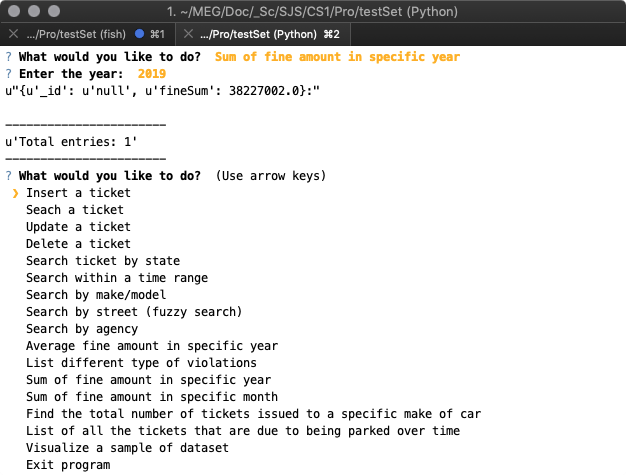 1. ~/MEG/Doc/_Sc/SJS/CS1/Pro/testSet (Python)
.../Pro/testSet (fish) ⌘1 .../Pro/testSet (Python) ⌘2
? What would you like to do? Sum of fine amount in specific year
? Enter the year: 2019
u"{u'_id': u'null', u'fineSum': 38227002.0}:"
-----------------------
u'Total entries: 1'
-----------------------
? What would you like to do? (Use arrow keys)
❯ Insert a ticket
Seach a ticket
Update a ticket
Delete a ticket
Search ticket by state
Search within a time range
Search by make/model
Search by street (fuzzy search)
Search by agency
Average fine amount in specific year
List different type of violations
Sum of fine amount in specific year
Sum of fine amount in specific month
Find the total number of tickets issued to a specific make of car
List of all the tickets that are due to being parked over time
Visualize a sample of dataset
Exit program